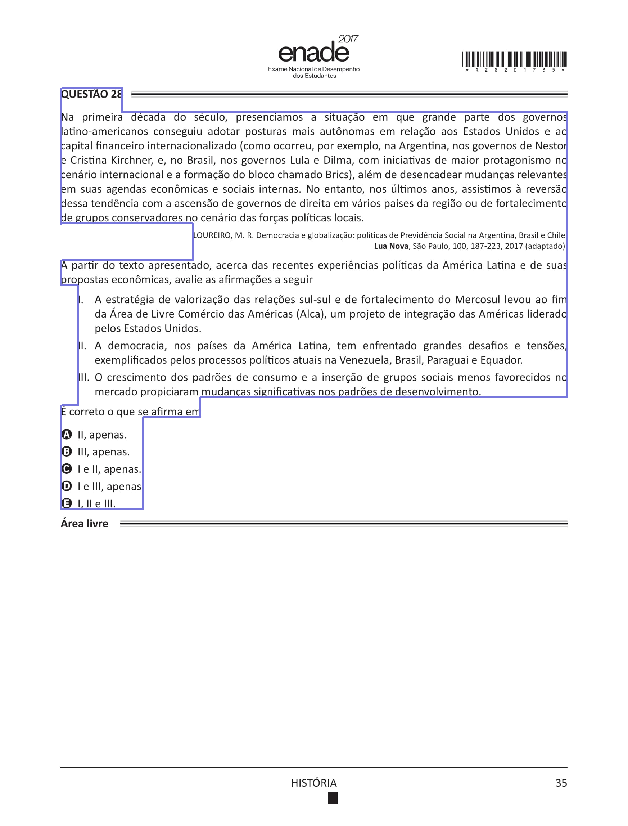 enade 2017
Exame Nacional de Desempenho
dos Estudantes
QUESTÃO 28
Na primeira década do século, presenciamos a situação em que grande parte dos governos
latino-americanos conseguiu adotar posturas mais autônomas em relação aos Estados Unidos e ao
capital financeiro internacionalizado (como ocorreu, por exemplo, na Argentina, nos governos de Nestor
e Cristina Kirchner, e, no Brasil, nos governos Lula e Dilma, com iniciativas de maior protagonismo no
cenário internacional e a formação do bloco chamado Brics), além de desencadear mudanças relevantes
em suas agendas econômicas e sociais internas. No entanto, nos últimos anos, assistimos à reversão
dessa tendência com a ascensão de governos de direita em vários países da região ou de fortalecimento
de grupos conservadores no cenário das forças políticas locais.
LOUREIRO, M. R. Democracia e globalização: políticas de Previdência Social na Argentina, Brasil e Chile.
Lua Nova, São Paulo, 100, 187-223, 2017 (adaptado).
A partir do texto apresentado, acerca das recentes experiências políticas da América Latina e de suas
propostas econômicas, avalie as afirmações a seguir
I. A estratégia de valorização das relações sul-sul e de fortalecimento do Mercosul levou ao fim
da Área de Livre Comércio das Américas (Alca), um projeto de integração das Américas liderado
pelos Estados Unidos.
II. A democracia, nos países da América Latina, tem enfrentado grandes desafios e tensões,
exemplificados pelos processos políticos atuais na Venezuela, Brasil, Paraguai e Equador.
III. O crescimento dos padrões de consumo e a inserção de grupos sociais menos favorecidos no
mercado propiciaram mudanças significativas nos padrões de desenvolvimento.
É correto o que se afirma em
A II, apenas.
B III, apenas.
C I e II, apenas.
D I e III, apenas
E I, II e III.
Área livre
HISTÓRIA
35